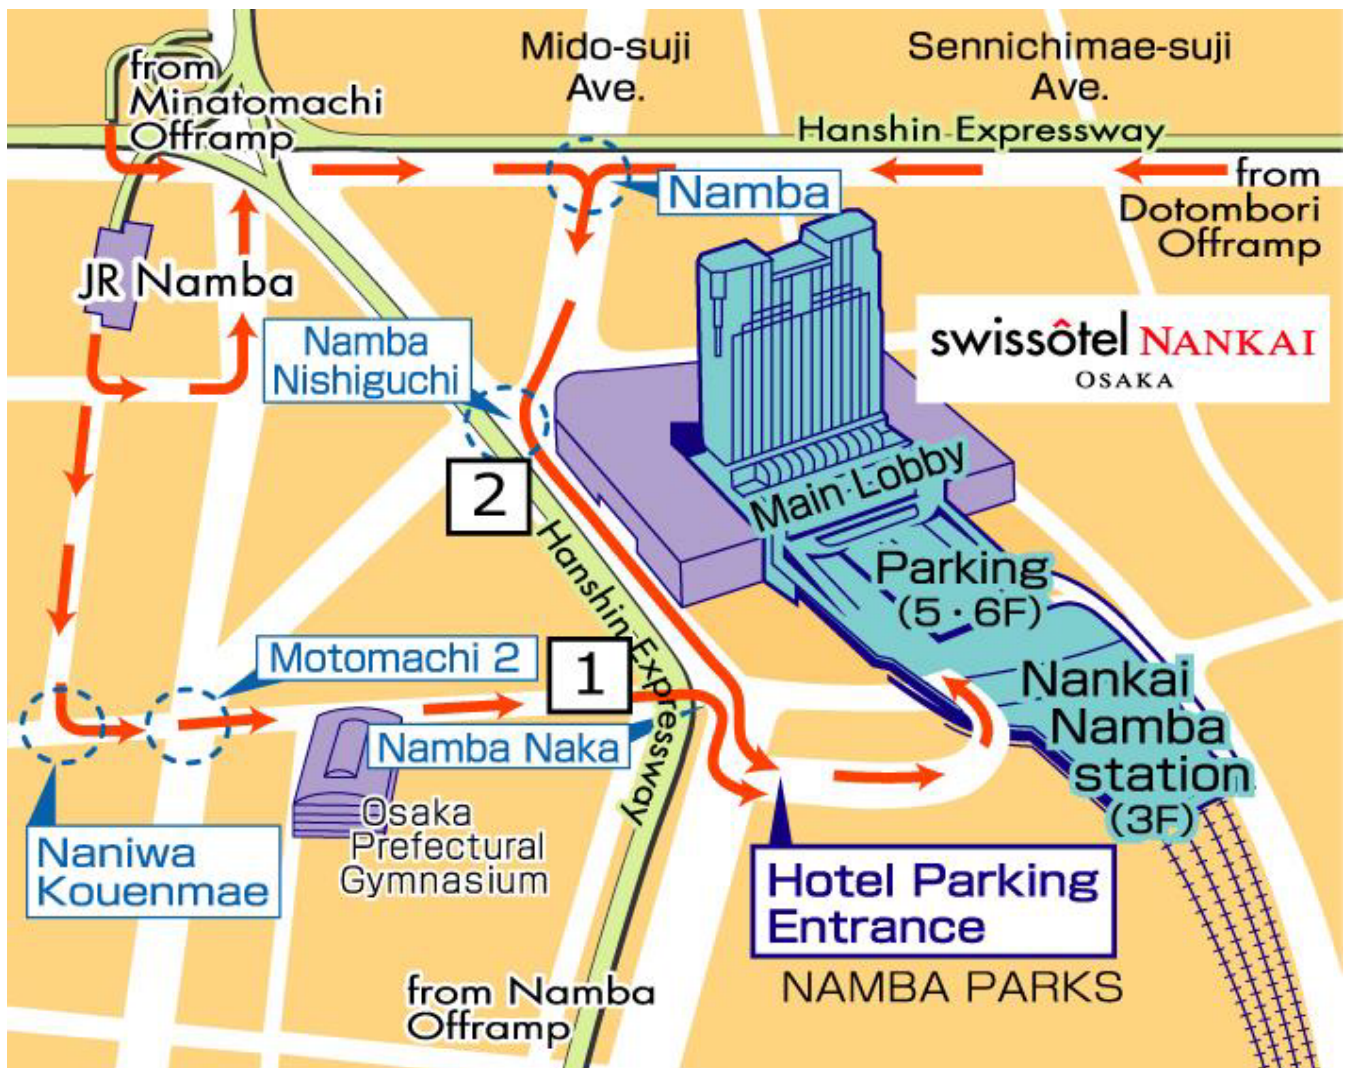 Mido-suji
Ave.
Sennichimae-suji
Ave.
from
Minatomachi
Offramp
Hanshin Expressway
Namba
from
Dotombori
Offramp
JR Namba
swissôtel NANKAI
OSAKA
Namba
Nishiguchi
2
Main Lobby
Hanshin Expressway
Parking
(5・6F)
Motomachi 2
1
Nankai
Namba
station
(3F)
Namba Naka
Osaka
Prefectural
Gymnasium
Naniwa
Kouenmae
Hotel Parking
Entrance
NAMBA PARKS
from Namba
Offramp